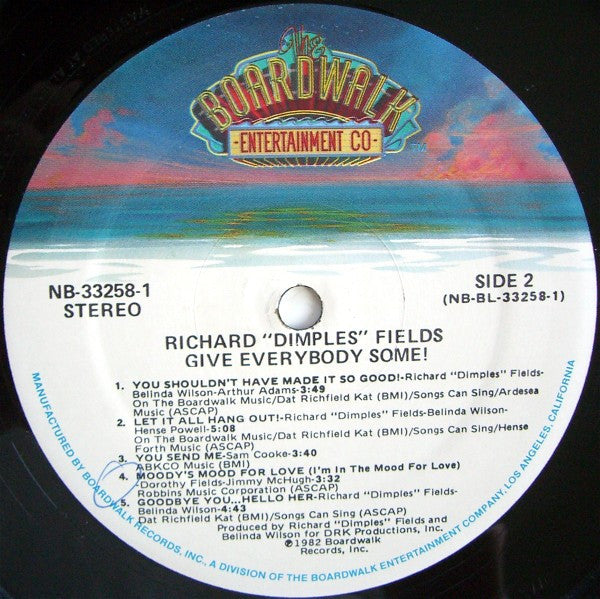 The
BOARDWALK
-ENTERTAINMENT CO-
NB-33258-1
STEREO
SIDE 2
(NB-BL-33258-1)
RICHARD "DIMPLES" FIELDS
GIVE EVERYBODY SOME!
1. YOU SHOULDN'T HAVE MADE IT SO GOOD!-Richard "Dimples" Fields-
Belinda Wilson-Arthur Adams-3:49
On The Boardwalk Music/Dat Richfield Kat (BMI)/Songs Can Sing/Ardesea
Music (ASCAP)
2. LET IT ALL HANG OUT!-Richard "Dimples" Fields-Belinda Wilson-
Hense Powell-5:08
On The Boardwalk Music/Dat Richfield Kat (BMI)/Songs Can Sing/Hense
Forth Music (ASCAP)
3. YOU SEND ME-Sam Cooke-3:40
ABKCO Music (BMI)
4. MOODY'S MOOD FOR LOVE (I'm In The Mood For Love)
-Dorothy Fields-Jimmy McHugh-3:32
Robbins Music Corporation (ASCAP)
5. GOODBYE YOU...HELLO HER-Richard "Dimples" Fields-
Belinda Wilson-4:43
Dat Richfield Kat (BMI)/Songs Can Sing (ASCAP)
Produced by Richard "Dimples" Fields and
Belinda Wilson for DRK Productions, Inc.
℗1982 Boardwalk
Records, Inc.
MANUFACTURED BY BOARDWALK RECORDS, INC., A DIVISION OF THE BOARDWALK ENTERTAINMENT COMPANY, LOS ANGELES, CALIFORNIA